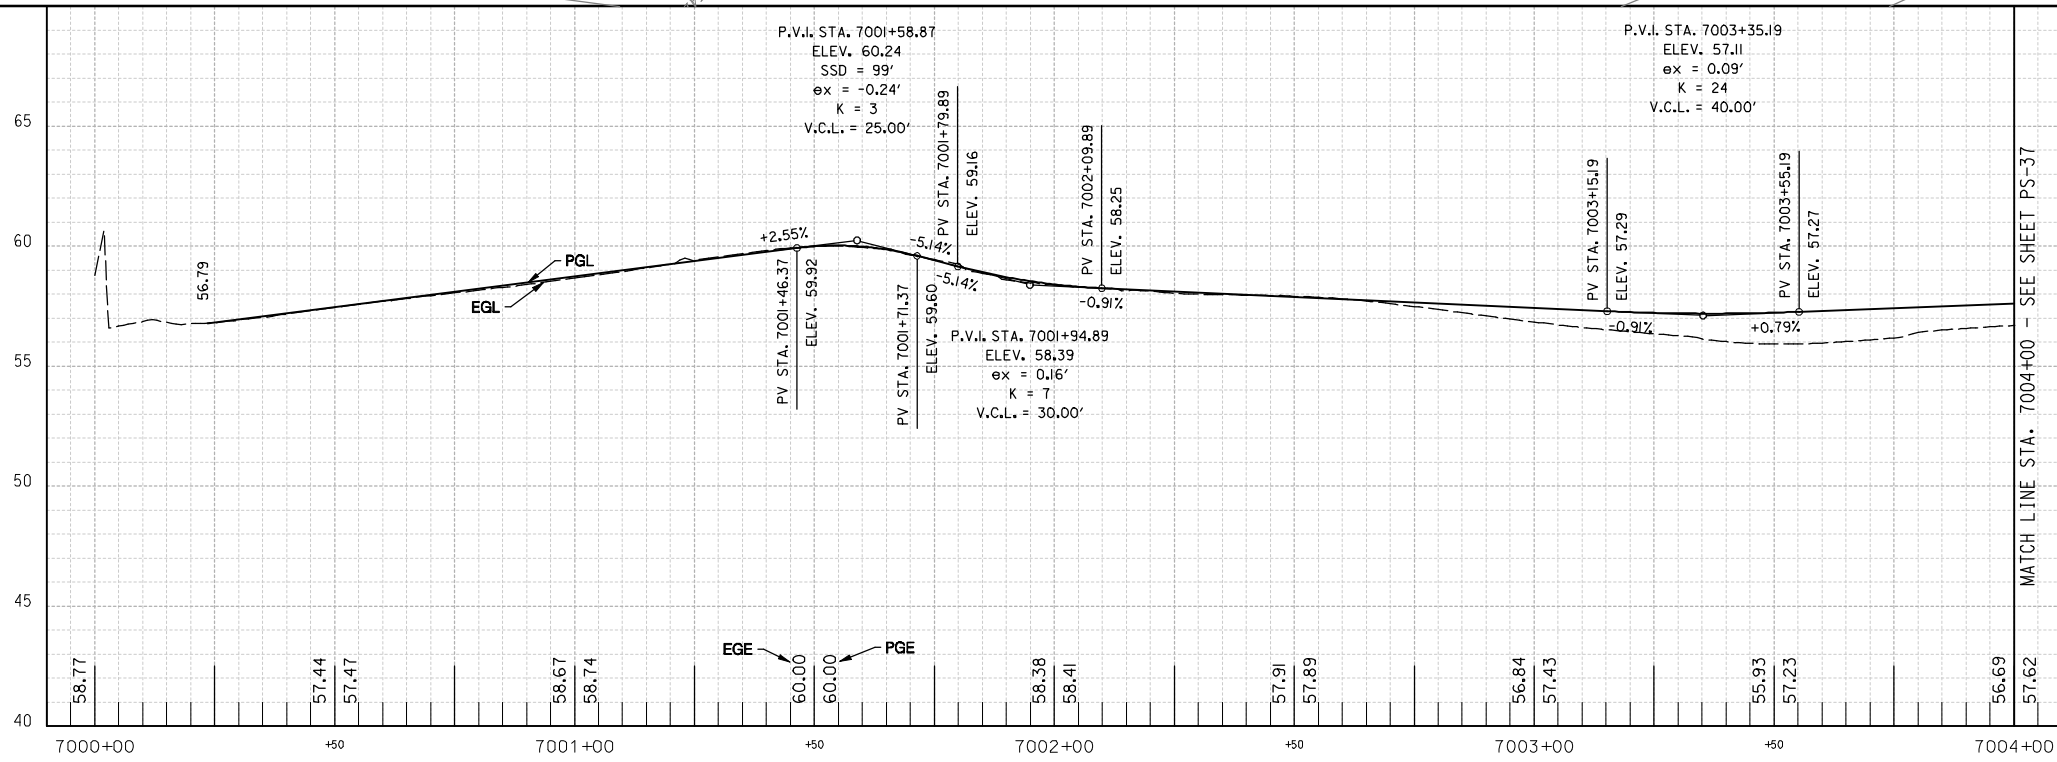 P.V.I. STA. 7001+58.87
ELEV. 60.24
SSD = 99'
ex = -0.24'
K = 3
V.C.L. = 25.00'
P.V.I. STA. 7003+35.19
ELEV. 57.11
ex = 0.09'
K = 24
V.C.L. = 40.00'
PV STA. 7001+79.89
ELEV. 59.16
PV STA. 7002+09.89
ELEV. 58.25
PV STA. 7003+15.19
ELEV. 57.29
PV STA. 7003+55.19
ELEV. 57.27
MATCH LINE STA. 7004+00 - SEE SHEET PS-37
65
60
55
50
45
40
56.79
PGL
EGL
+2.55%
-5.14%
-5.14%
-0.91%
-0.91%
+0.79%
PV STA. 7001+46.37
ELEV. 59.92
PV STA. 7001+71.37
ELEV. 59.60
P.V.I. STA. 7001+94.89
ELEV. 58.39
ex = 0.16'
K = 7
V.C.L. = 30.00'
EGE
PGE
58.77
57.44
57.47
58.67
58.74
60.00
60.00
58.38
58.41
57.91
57.89
56.84
57.43
55.93
57.23
56.69
57.62
7000+00
+50
7001+00
+50
7002+00
+50
7003+00
+50
7004+00